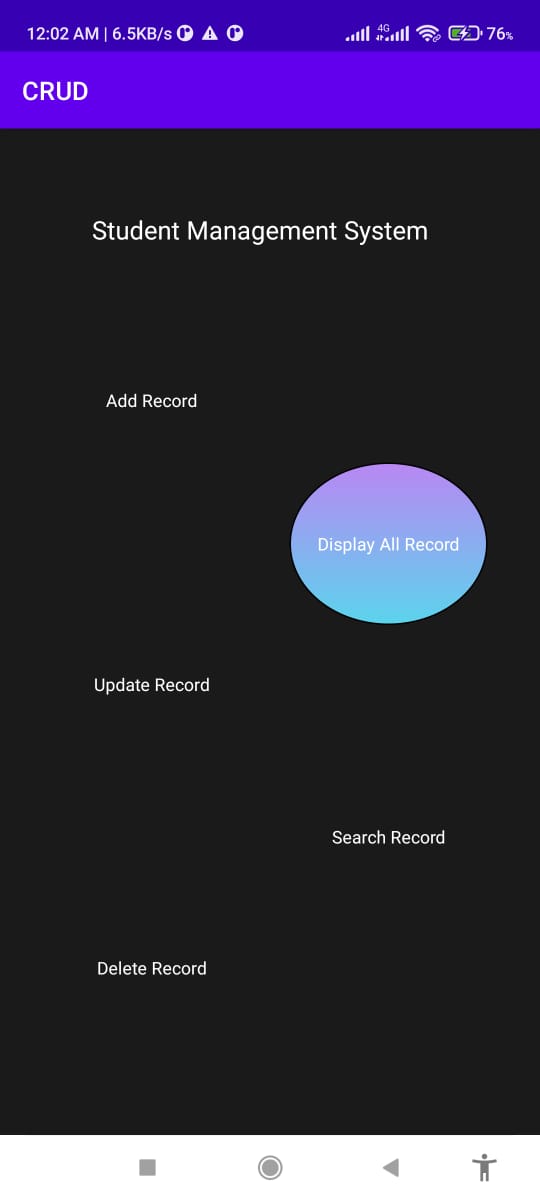 12:02 AM | 6.5KB/s 4G 76%
CRUD
Student Management System
Add Record
Display All Record
Update Record
Search Record
Delete Record